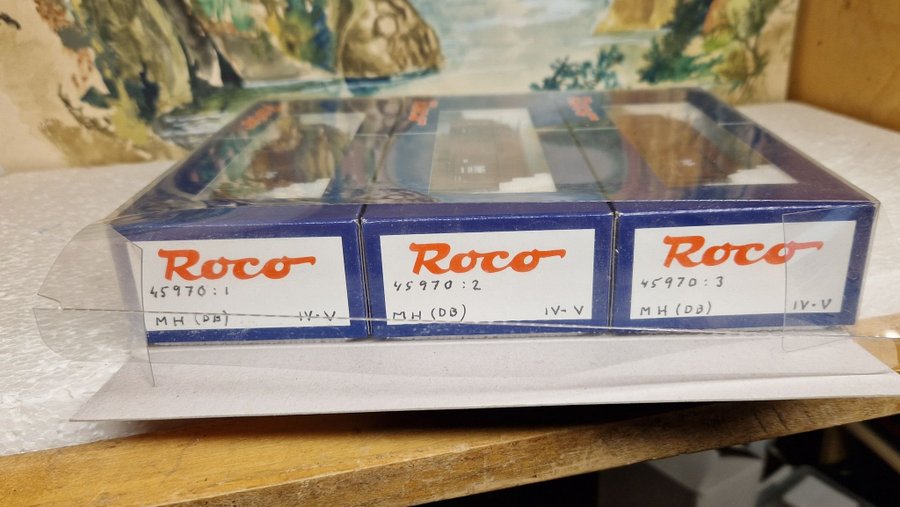 Roco
45970:1
MH (DB) IV-V
Roco
45970:2
MH (DB) IV-V
Roco
45970:3
MH (DB) IV-V